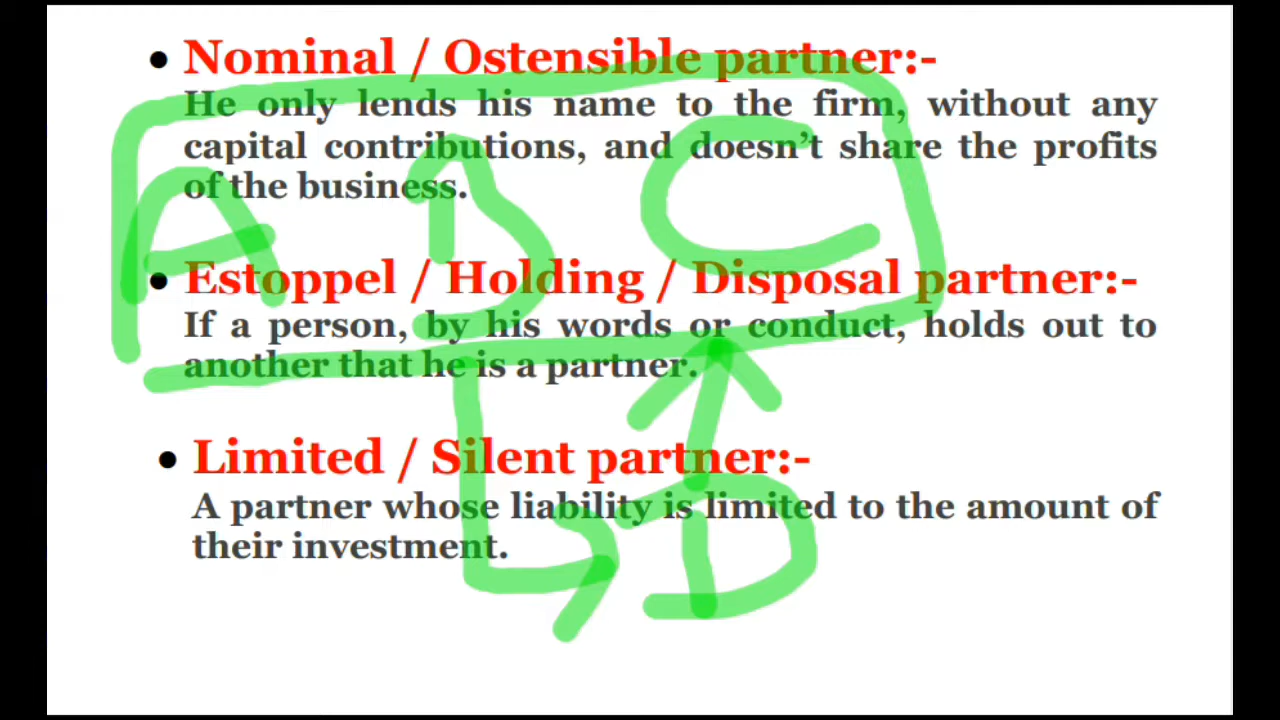 • Nominal / Ostensible partner:-
He only lends his name to the firm, without any
capital contributions, and doesn't share the profits
of the business.
• Estoppel / Holding / Disposal partner:-
If a person, by his words or conduct, holds out to
another that he is a partner.
• Limited / Silent partner:-
A partner whose liability is limited to the amount of
their investment.
A B C
D